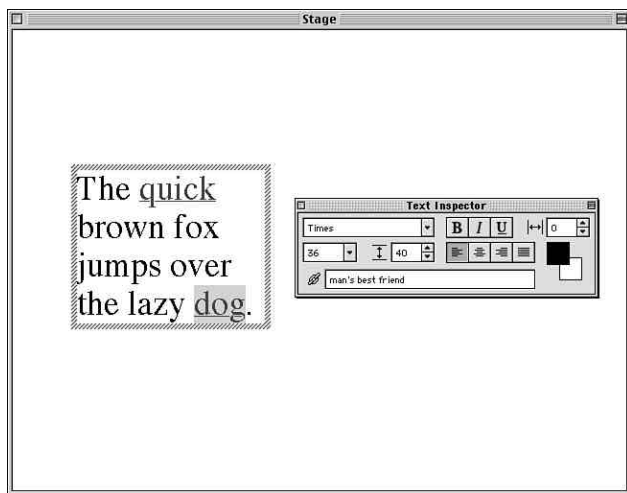 Stage
The quick
brown fox
jumps over
the lazy dog.
Text Inspector
Times B I U 0
36 40
man's best friend